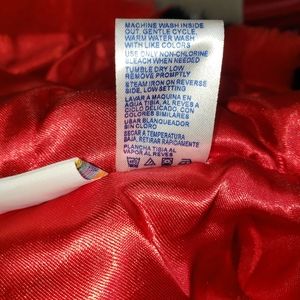 MACHINE WASH INSIDE
OUT. GENTLE CYCLE.
WARM WATER WASH
WITH LIKE COLORS
USE ONLY NON-CHLORINE
BLEACH WHEN NEEDED
TUMBLE DRY LOW
REMOVE PROMPTLY
STEAM IRON ON REVERSE
SIDE, LOW SETTING
LAVAR A MAQUINA EN
AGUA TIBIA, AL REVES A
CICLO DELICADO, CON
COLORES SIMILARES
USAR BLANQUEADOR
SIN CLORO
SECAR A TEMPERATURA
BAJA, RETIRAR RAPIDAMENTE
PLANCHA TIBIA AL
VAPOR AL REVES